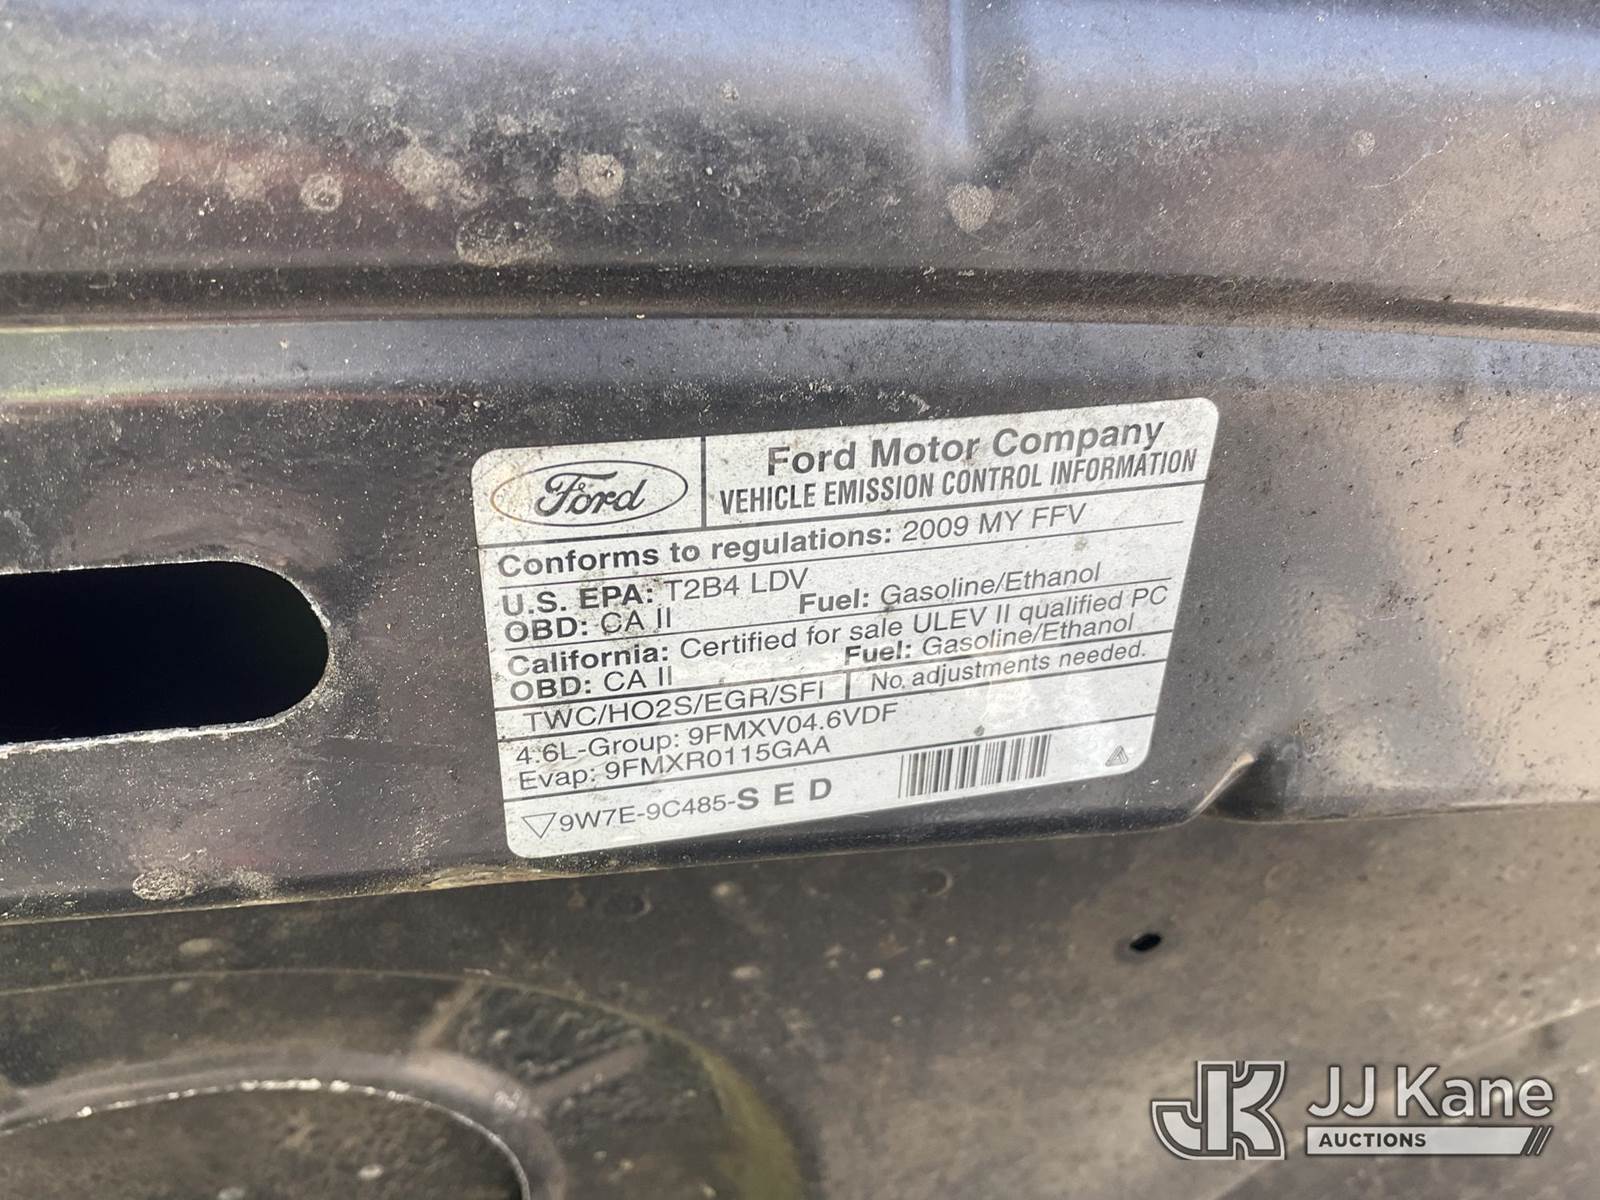 Ford
Ford Motor Company
VEHICLE EMISSION CONTROL INFORMATION
Conforms to regulations: 2009 MY FFV
U.S. EPA: T2B4 LDV
OBD: CA II Fuel: Gasoline/Ethanol
California: Certified for sale ULEV II qualified PC
OBD: CA II Fuel: Gasoline/Ethanol
TWC/HO2S/EGR/SFI No adjustments needed.
4.6L-Group: 9FMXV04.6VDF
Evap: 9FMXR0115GAA
9W7E-9C485-SED
JK JJ Kane
AUCTIONS